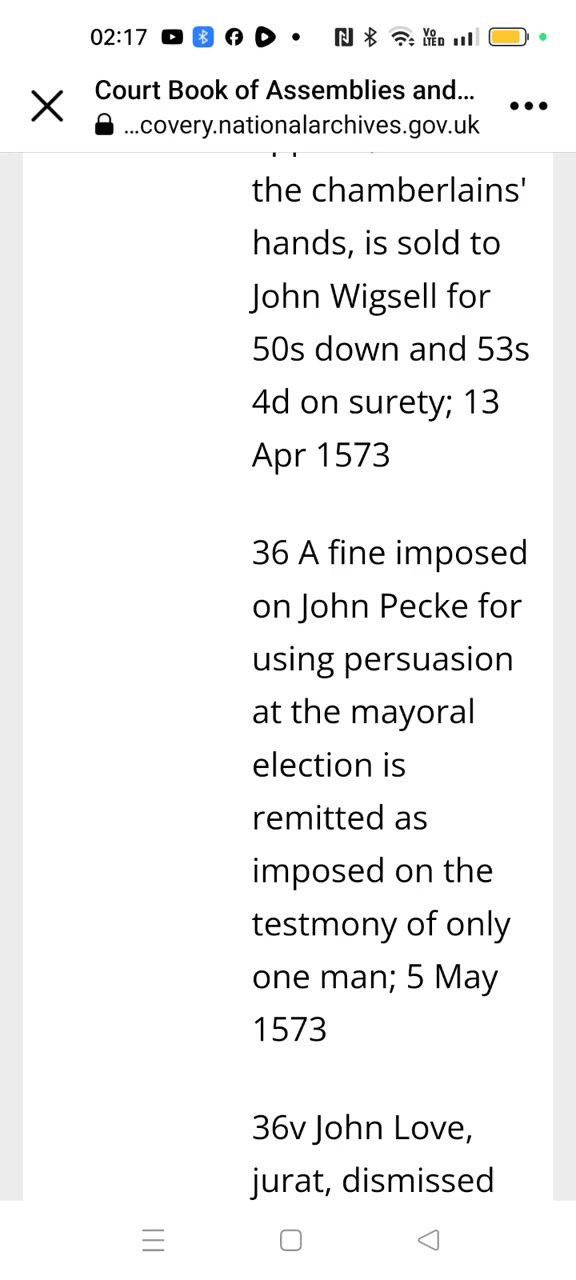 02:17
VoLTED
Court Book of Assemblies and...
...covery.nationalarchives.gov.uk
the chamberlains'
hands, is sold to
John Wigsell for
50s down and 53s
4d on surety; 13
Apr 1573
36 A fine imposed
on John Pecke for
using persuasion
at the mayoral
election is
remitted as
imposed on the
testmony of only
one man; 5 May
1573
36v John Love,
jurat, dismissed